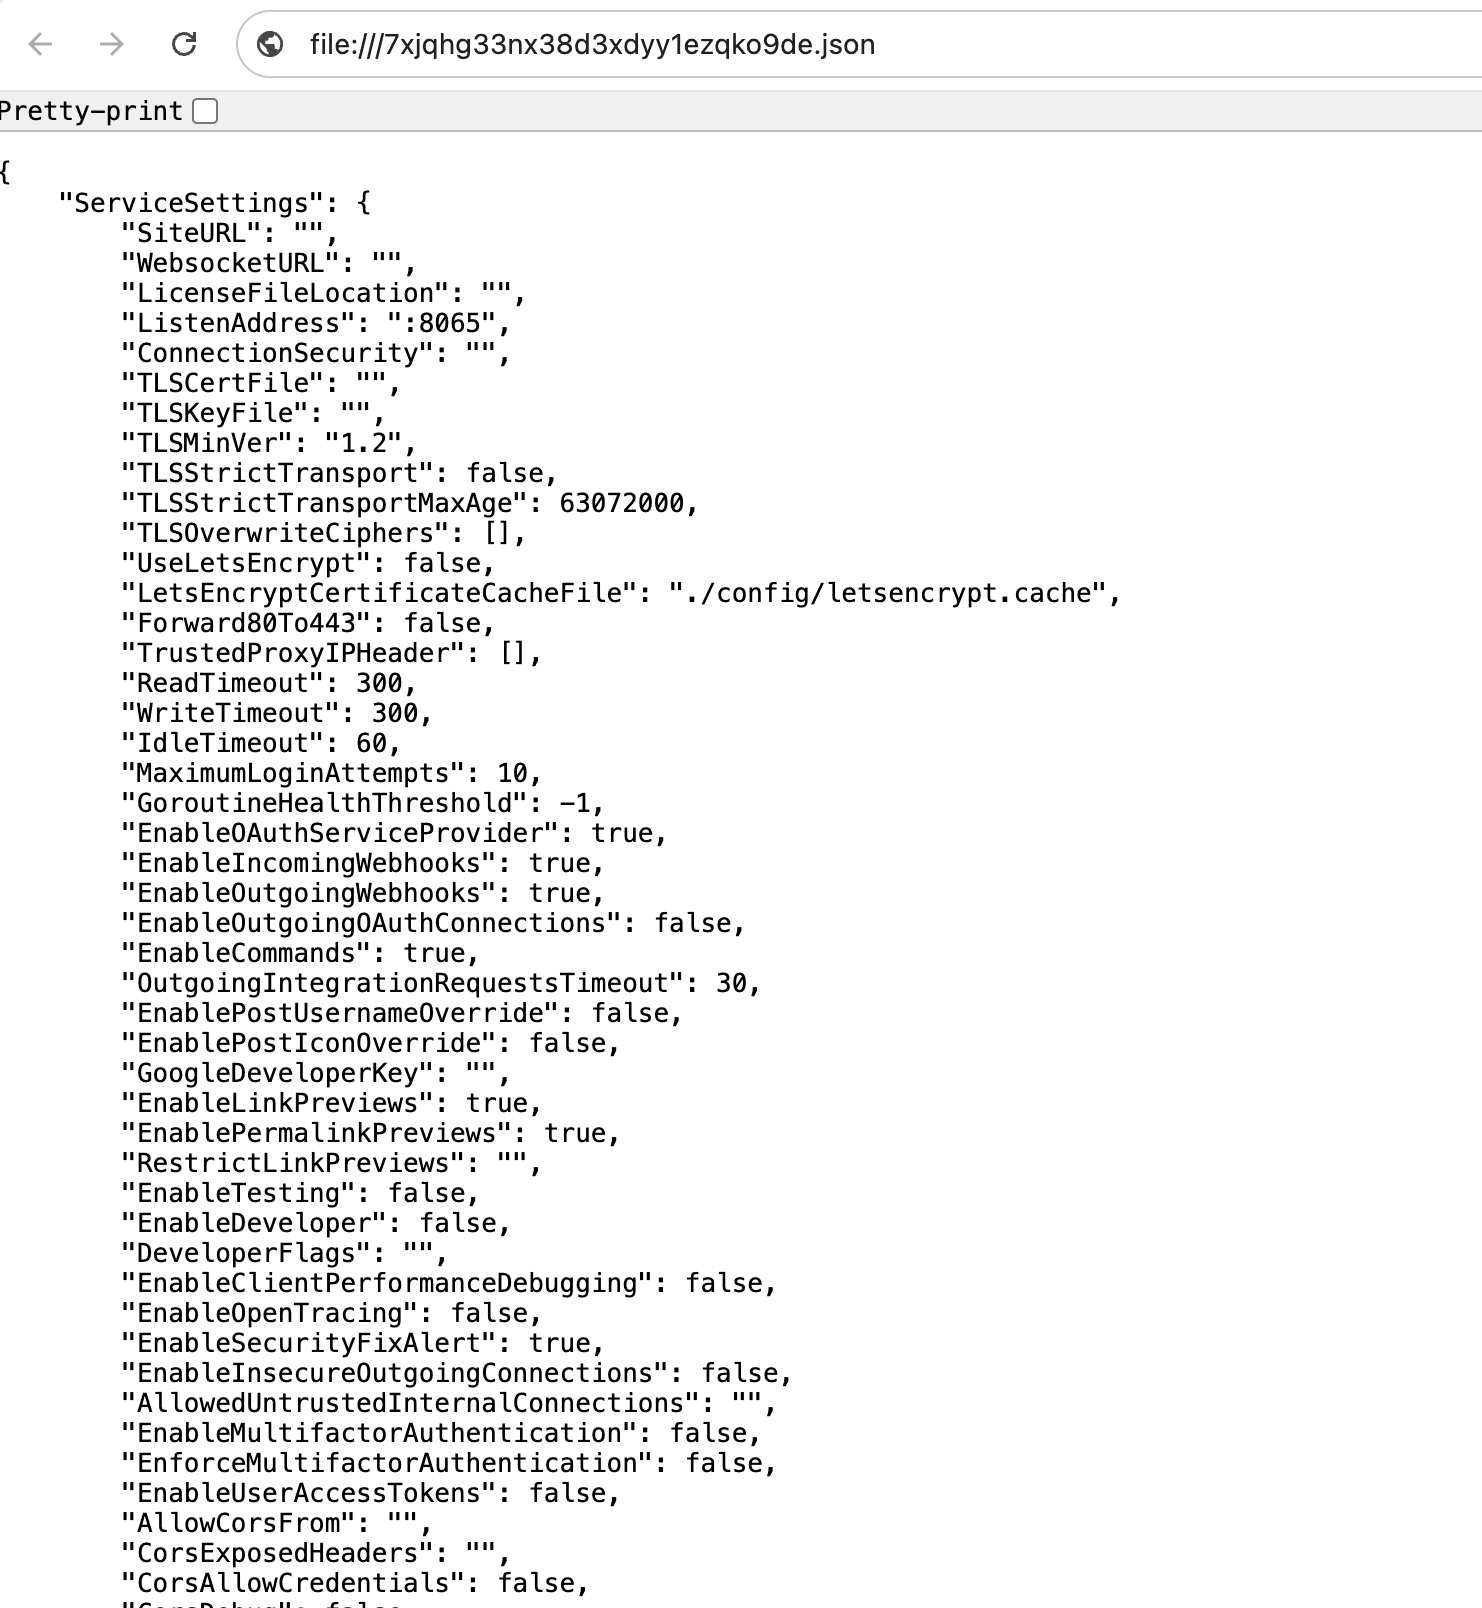 file:///7xjqhg33nx38d3xdyy1ezqko9de.json
Pretty-print
{
    "ServiceSettings": {
        "SiteURL": "",
        "WebsocketURL": "",
        "LicenseFileLocation": "",
        "ListenAddress": ":8065",
        "ConnectionSecurity": "",
        "TLSCertFile": "",
        "TLSKeyFile": "",
        "TLSMinVer": "1.2",
        "TLSStrictTransport": false,
        "TLSStrictTransportMaxAge": 63072000,
        "TLSOverwriteCiphers": [],
        "UseLetsEncrypt": false,
        "LetsEncryptCertificateCacheFile": "./config/letsencrypt.cache",
        "Forward80To443": false,
        "TrustedProxyIPHeader": [],
        "ReadTimeout": 300,
        "WriteTimeout": 300,
        "IdleTimeout": 60,
        "MaximumLoginAttempts": 10,
        "GoroutineHealthThreshold": -1,
        "EnableOAuthServiceProvider": true,
        "EnableIncomingWebhooks": true,
        "EnableOutgoingWebhooks": true,
        "EnableOutgoingOAuthConnections": false,
        "EnableCommands": true,
        "OutgoingIntegrationRequestsTimeout": 30,
        "EnablePostUsernameOverride": false,
        "EnablePostIconOverride": false,
        "GoogleDeveloperKey": "",
        "EnableLinkPreviews": true,
        "EnablePermalinkPreviews": true,
        "RestrictLinkPreviews": "",
        "EnableTesting": false,
        "EnableDeveloper": false,
        "DeveloperFlags": "",
        "EnableClientPerformanceDebugging": false,
        "EnableOpenTracing": false,
        "EnableSecurityFixAlert": true,
        "EnableInsecureOutgoingConnections": false,
        "AllowedUntrustedInternalConnections": "",
        "EnableMultifactorAuthentication": false,
        "EnforceMultifactorAuthentication": false,
        "EnableUserAccessTokens": false,
        "AllowCorsFrom": "",
        "CorsExposedHeaders": "",
        "CorsAllowCredentials": false,